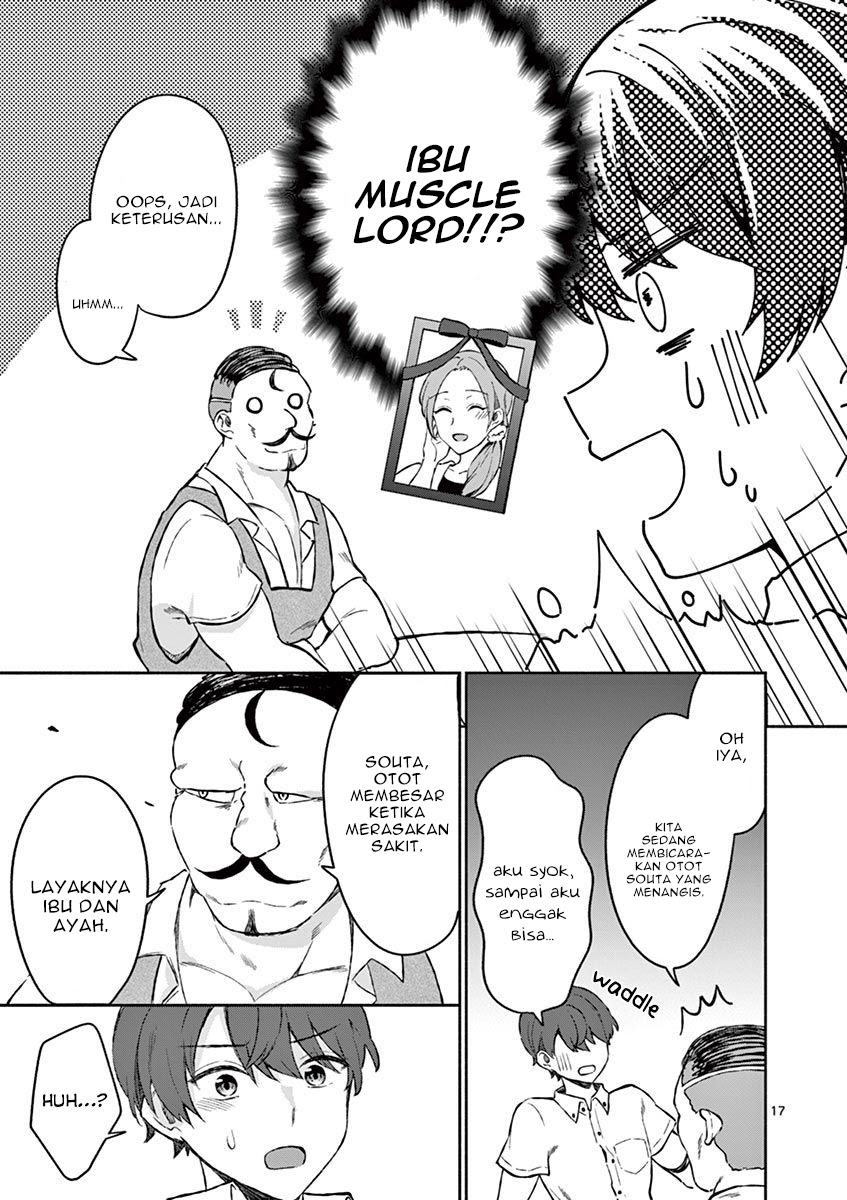 IBU
MUSCLE
LORD!!?
OOPS, JADI
KETERUSAN...
UHMM...
OH
IYA,
KITA
SEDANG
MEMBICARA-
KAN OTOT
SOUTA YANG
MENANGIS.
aku syok,
sampai aku
enggak
bisa...
waddle
SOUTA,
OTOT
MEMBESAR
KETIKA
MERASAKAN
SAKIT.
LAYAKNYA
IBU DAN
AYAH.
HUH...?
17